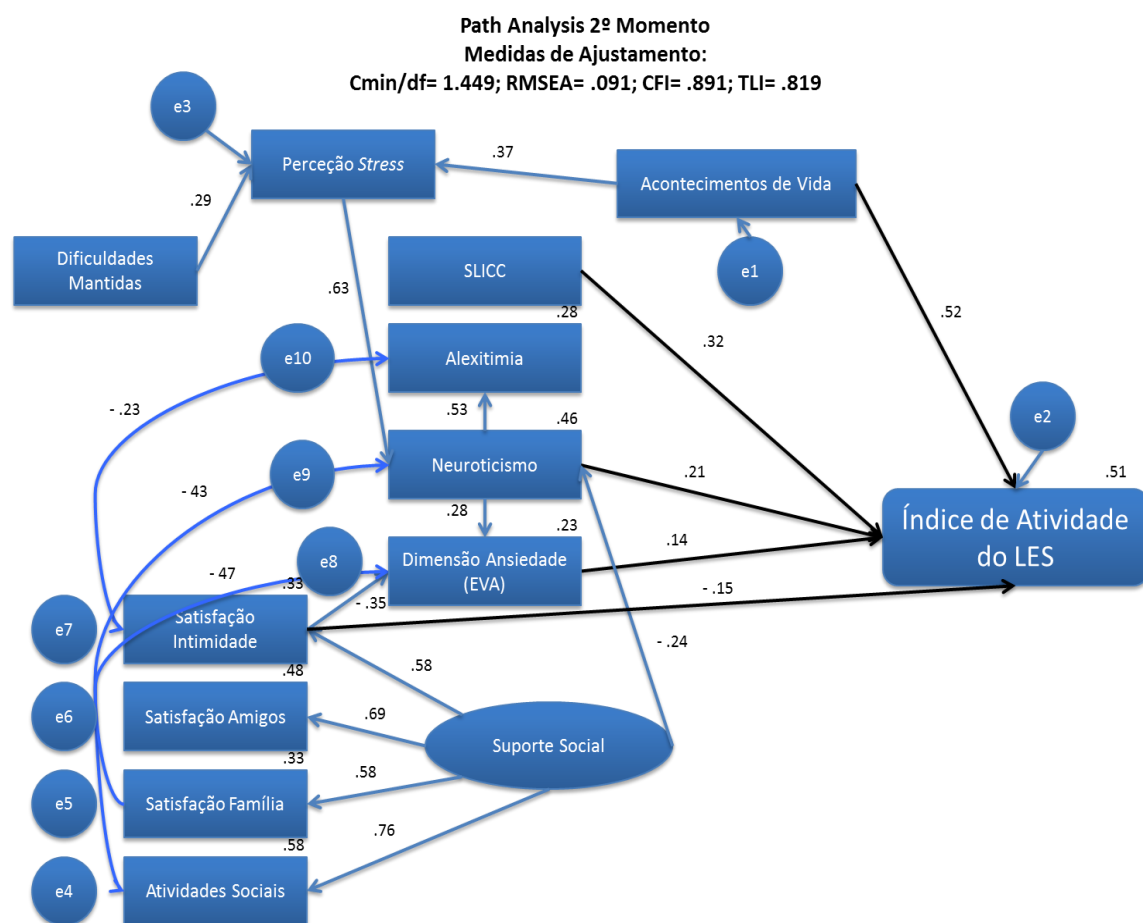 Path Analysis 2º Momento
Medidas de Ajustamento:
Cmin/df= 1.449; RMSEA= .091; CFI= .891; TLI= .819
e3
Perceção Stress
.37
Acontecimentos de Vida
.29
Dificuldades
Mantidas
SLICC
e1
.63
.28
.52
.32
e10
Alexitimia
- .23
.53
.46
e2
e9
Neuroticismo
- 43
.21
.51
.28
.23
Índice de Atividade
do LES
e8
Dimensão Ansiedade
(EVA)
.14
- 47
.33
- .35
- .15
e7
Satisfação
Intimidade
- .24
.58
.48
e6
Satisfação Amigos
.69
Suporte Social
.33
e5
Satisfação Família
.58
.76
.58
e4
Atividades Sociais